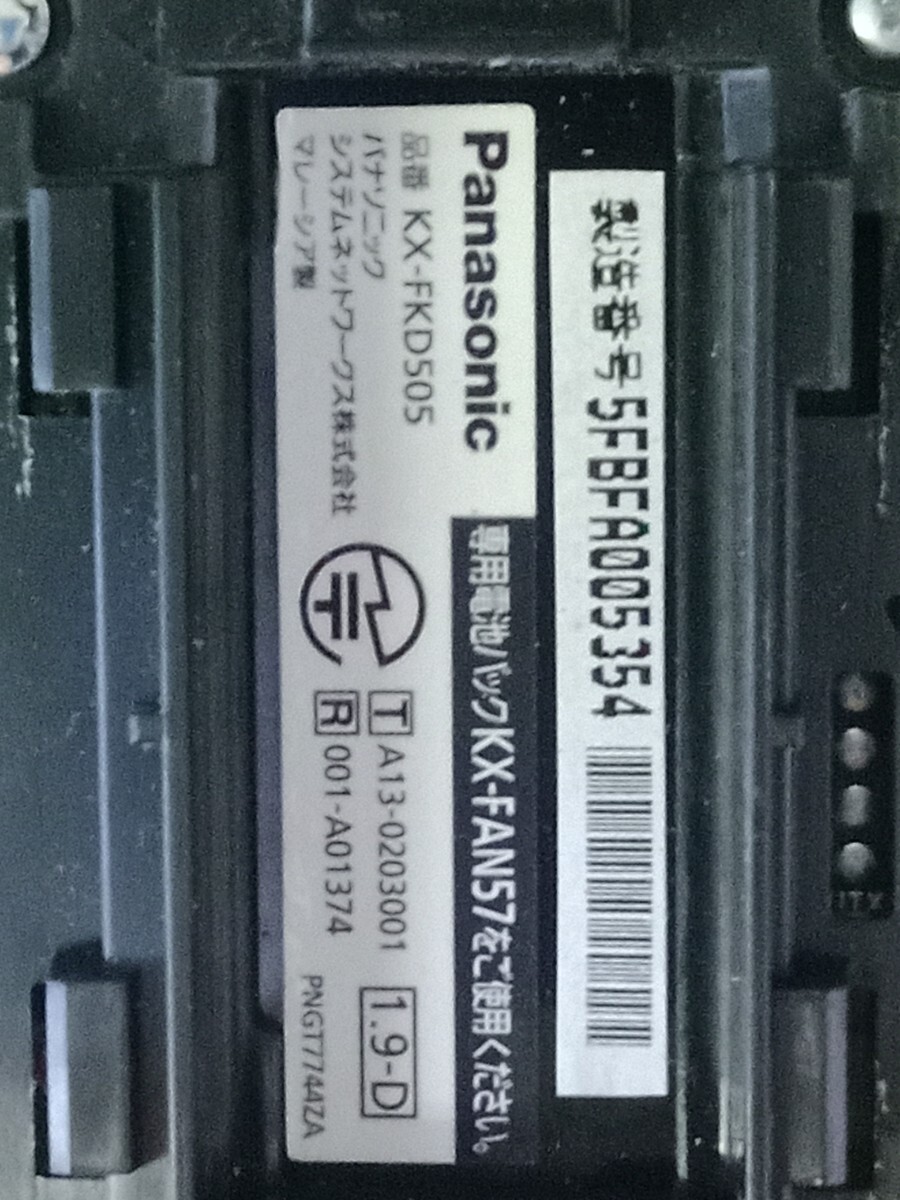 製造番号 5FBFA005354
Panasonic
専用電池パックKX-FAN57をご使用ください。
品番 KX-FKD505
パナソニック
システムネットワークス株式会社
マレーシア製
T A13-0203001
R 001-A01374
1.9-D
PNGT7744ZA
ITX